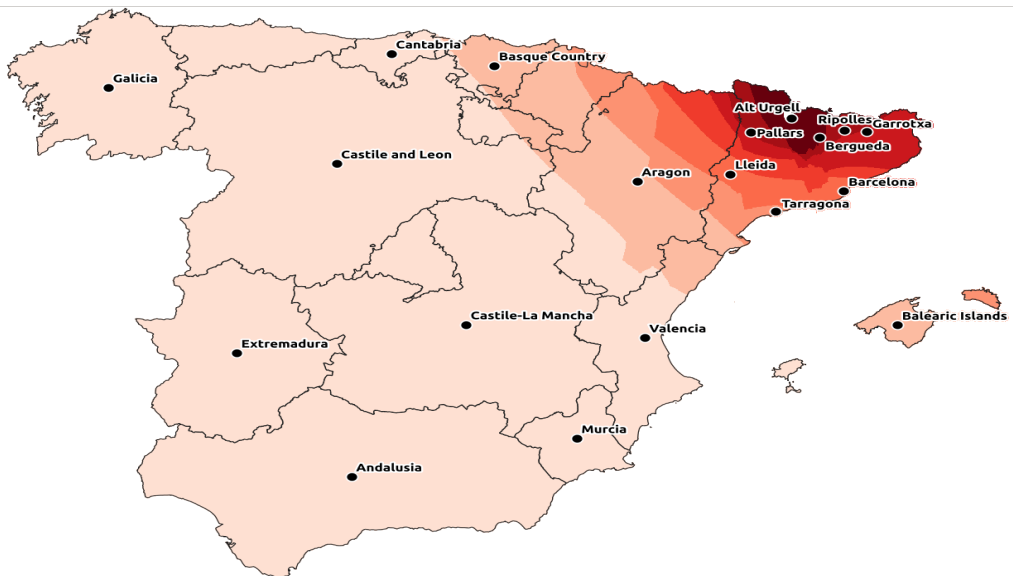 Cantabria
Basque Country
Galicia
Alt Urgell
Ripolles
Garrotxa
Pallars
Bergueda
Castile and Leon
Lleida
Aragon
Barcelona
Tarragona
Castile-La Mancha
Balearic Islands
Valencia
Extremadura
Murcia
Andalusia